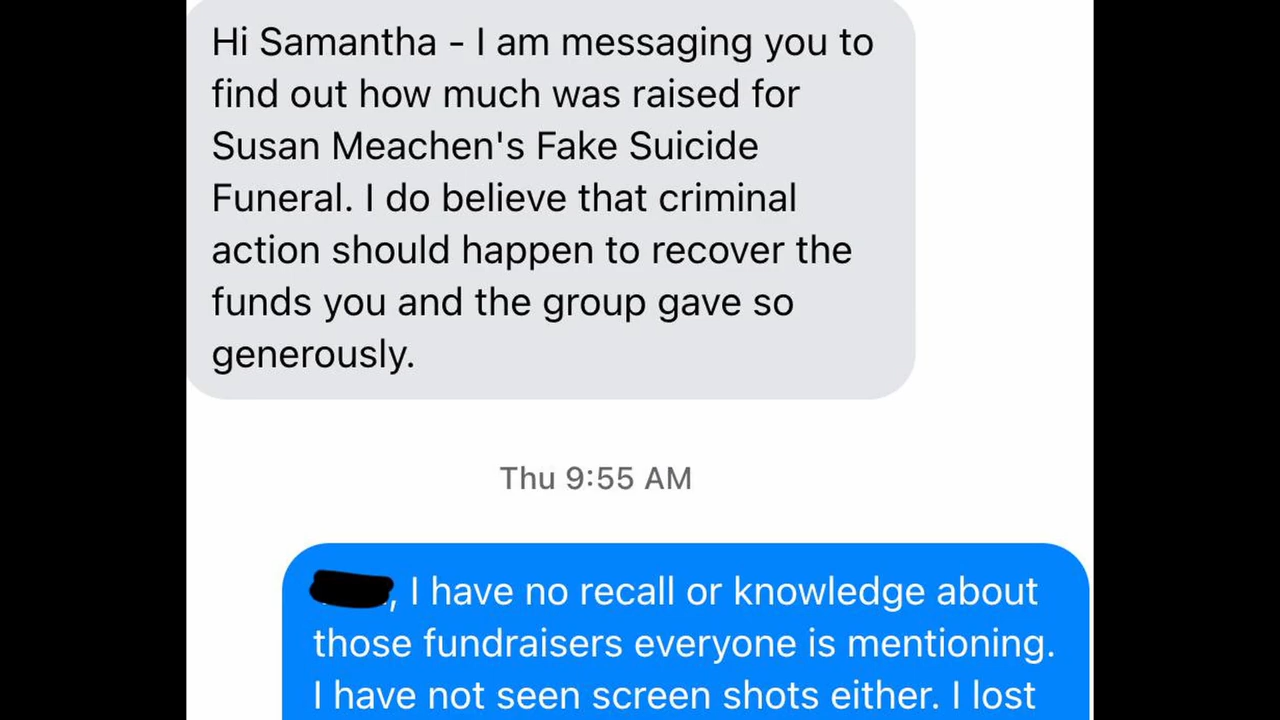 Hi Samantha - I am messaging you to
find out how much was raised for
Susan Meachen's Fake Suicide
Funeral. I do believe that criminal
action should happen to recover the
funds you and the group gave so
generously.
Thu 9:55 AM
, I have no recall or knowledge about
those fundraisers everyone is mentioning.
I have not seen screen shots either. I lost